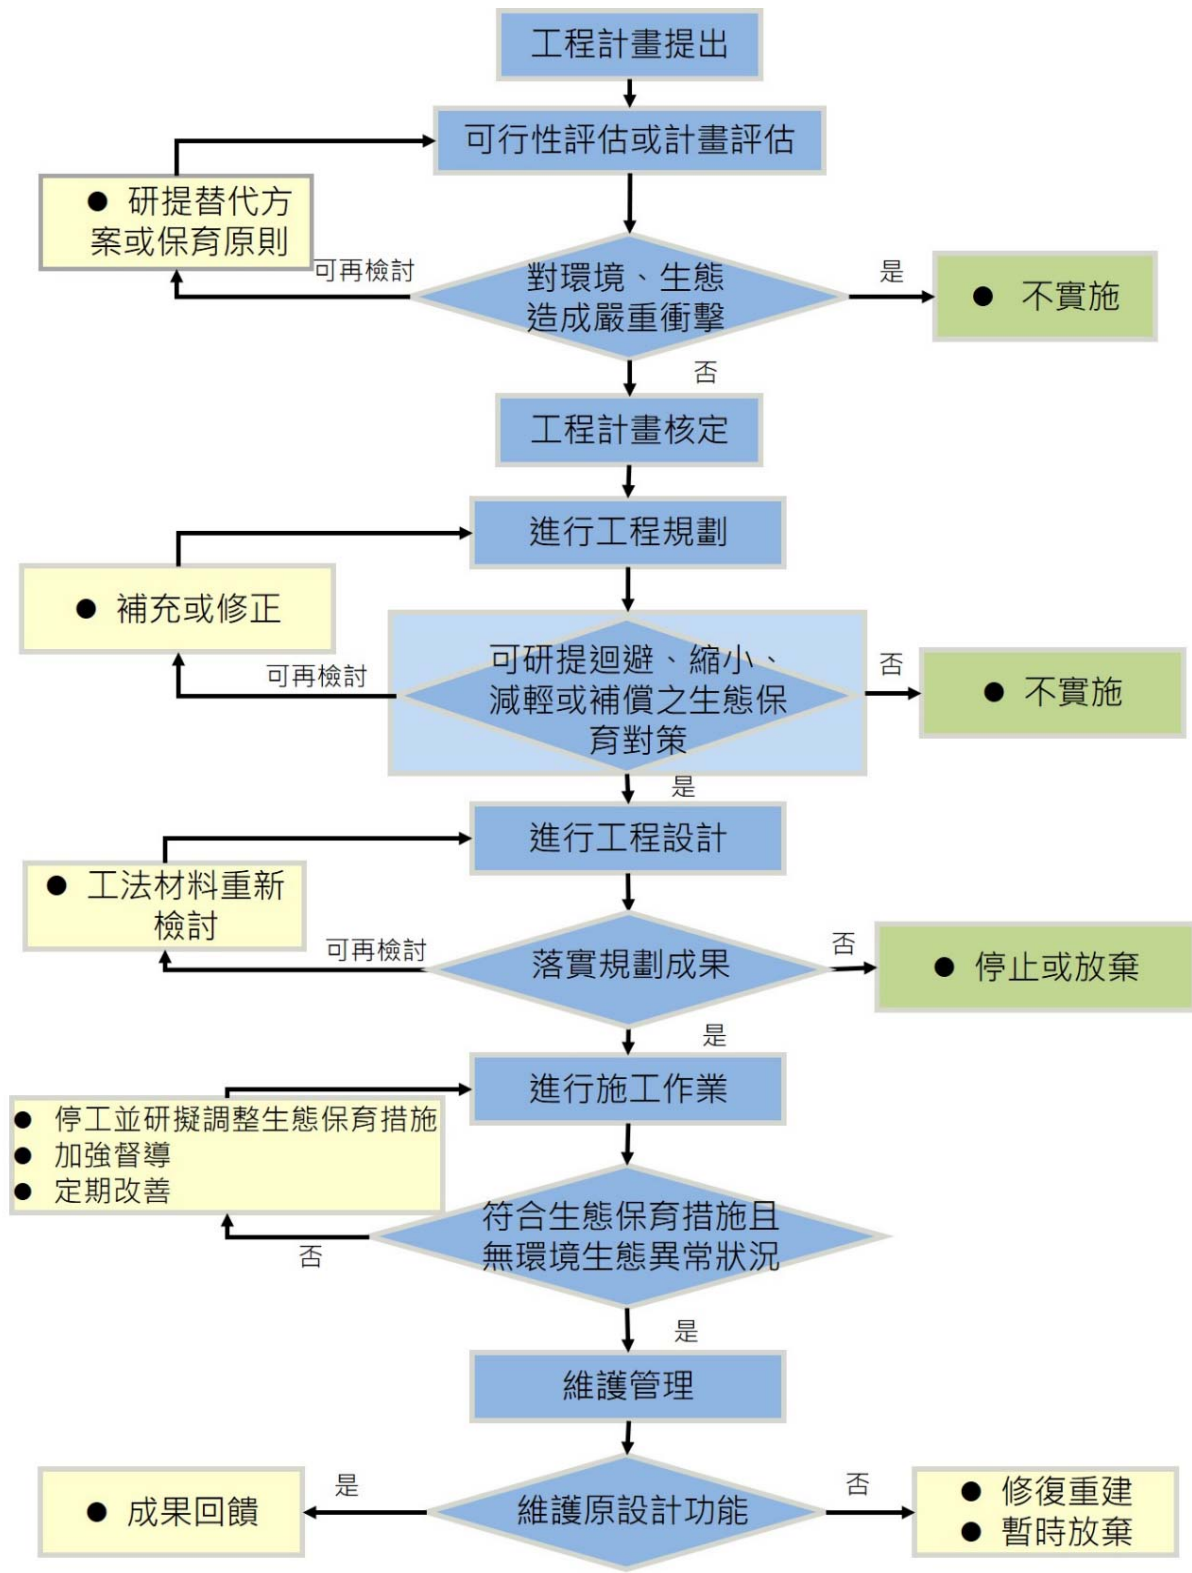 工程計畫提出
可行性評估或計畫評估
● 研提替代方
案或保育原則
可再檢討
對環境、生態
造成嚴重衝擊
是
● 不實施
否
工程計畫核定
進行工程規劃
● 補充或修正
可再檢討
可研提迴避、縮小、
減輕或補償之生態保
育對策
否
● 不實施
是
進行工程設計
● 工法材料重新
檢討
可再檢討
落實規劃成果
否
● 停止或放棄
是
進行施工作業
● 停工並研擬調整生態保育措施
● 加強督導
● 定期改善
否
符合生態保育措施且
無環境生態異常狀況
是
維護管理
● 成果回饋
是
維護原設計功能
否
● 修復重建
● 暫時放棄